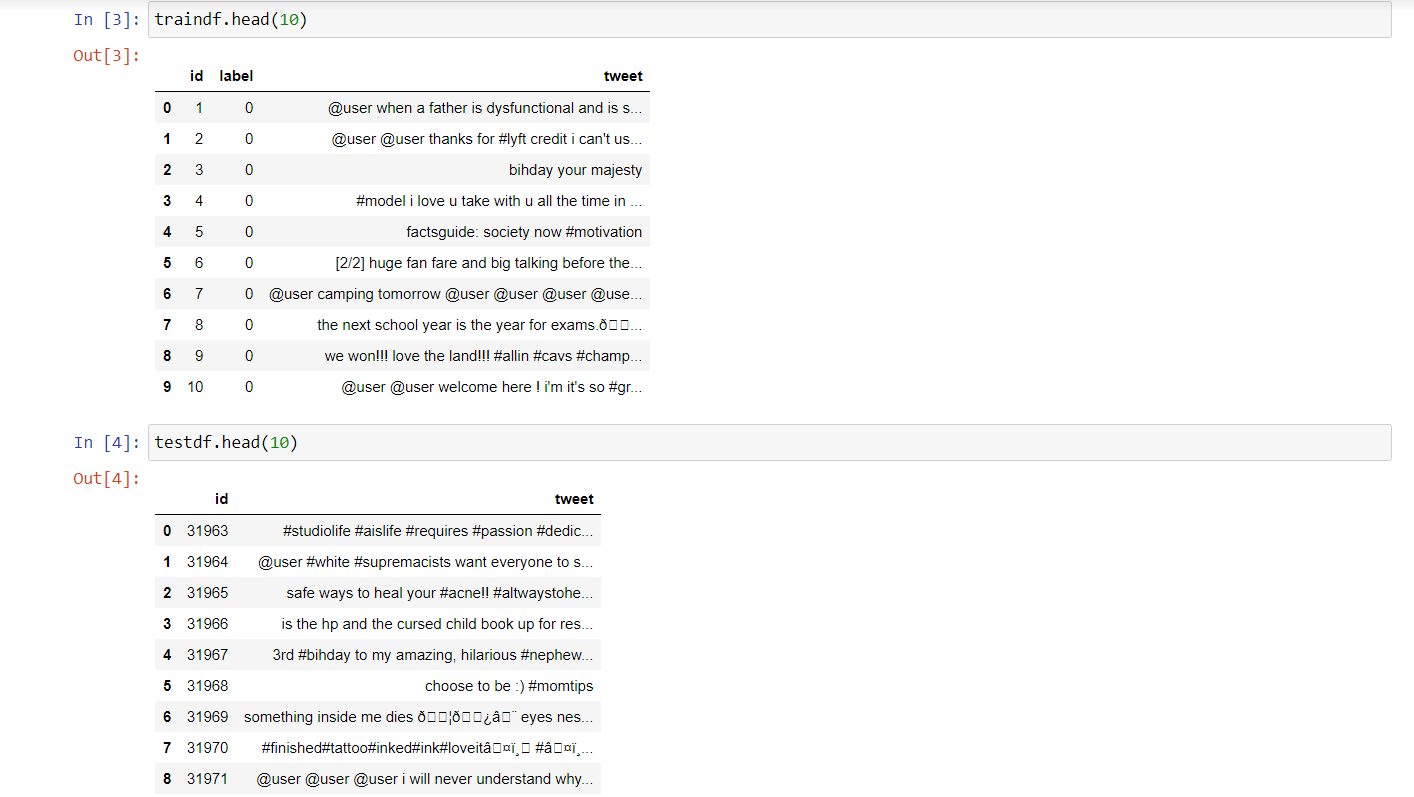 In [3]: traindf.head(10)
Out[3]:
id label tweet
0 1 0 @user when a father is dysfunctional and is s...
1 2 0 @user @user thanks for #lyft credit i can't us...
2 3 0 bihday your majesty
3 4 0 #model i love u take with u all the time in ...
4 5 0 factsguide: society now #motivation
5 6 0 [2/2] huge fan fare and big talking before the...
6 7 0 @user camping tomorrow @user @user @user @use...
7 8 0 the next school year is the year for exams.ð□□...
8 9 0 we won!!! love the land!!! #allin #cavs #champ...
9 10 0 @user @user welcome here ! i'm it's so #gr...
In [4]: testdf.head(10)
Out[4]:
id tweet
0 31963 #studiolife #aislife #requires #passion #dedic...
1 31964 @user #white #supremacists want everyone to s...
2 31965 safe ways to heal your #acne!! #altwaystohe...
3 31966 is the hp and the cursed child book up for res...
4 31967 3rd #bihday to my amazing, hilarious #nephew...
5 31968 choose to be :) #momtips
6 31969 something inside me dies ð□□¦ð□□¿â□¨ eyes nes...
7 31970 #finished#tattoo#inked#ink#loveitâ□¤ï¸□ #â□¤ï¸...
8 31971 @user @user @user i will never understand why...